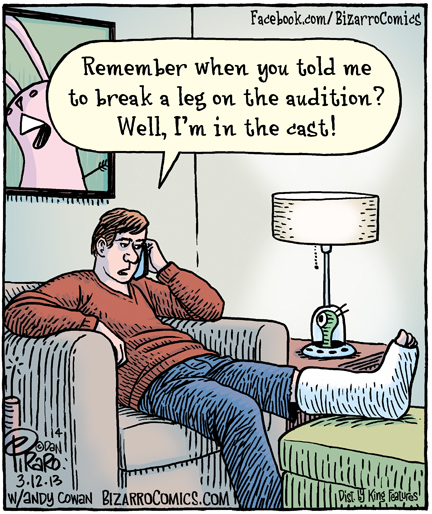 Facebook.com/BizarroComics
Remember when you told me
to break a leg on the audition?
Well, I'm in the cast!
©DAN
PIRARO.
4
3.12.13
W/ANDY COWAN BIZARROCOMICS.COM
Dist. by King Features